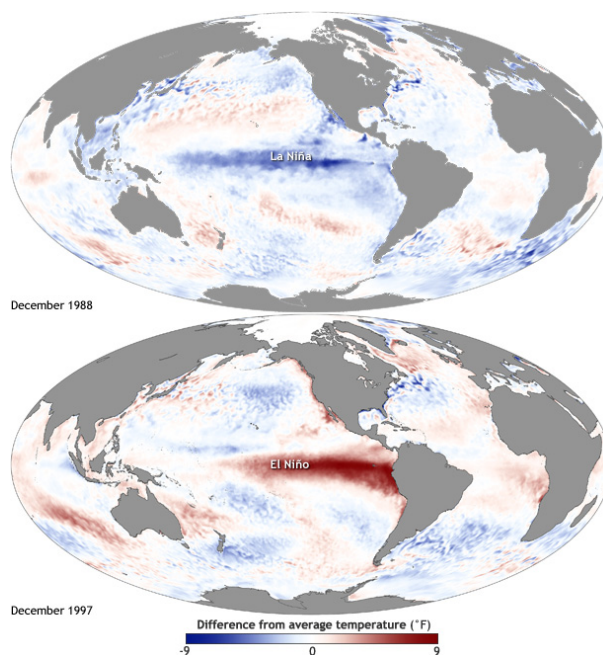 La Niña
December 1988
El Niño
December 1997
Difference from average temperature (°F)
-9 0 9